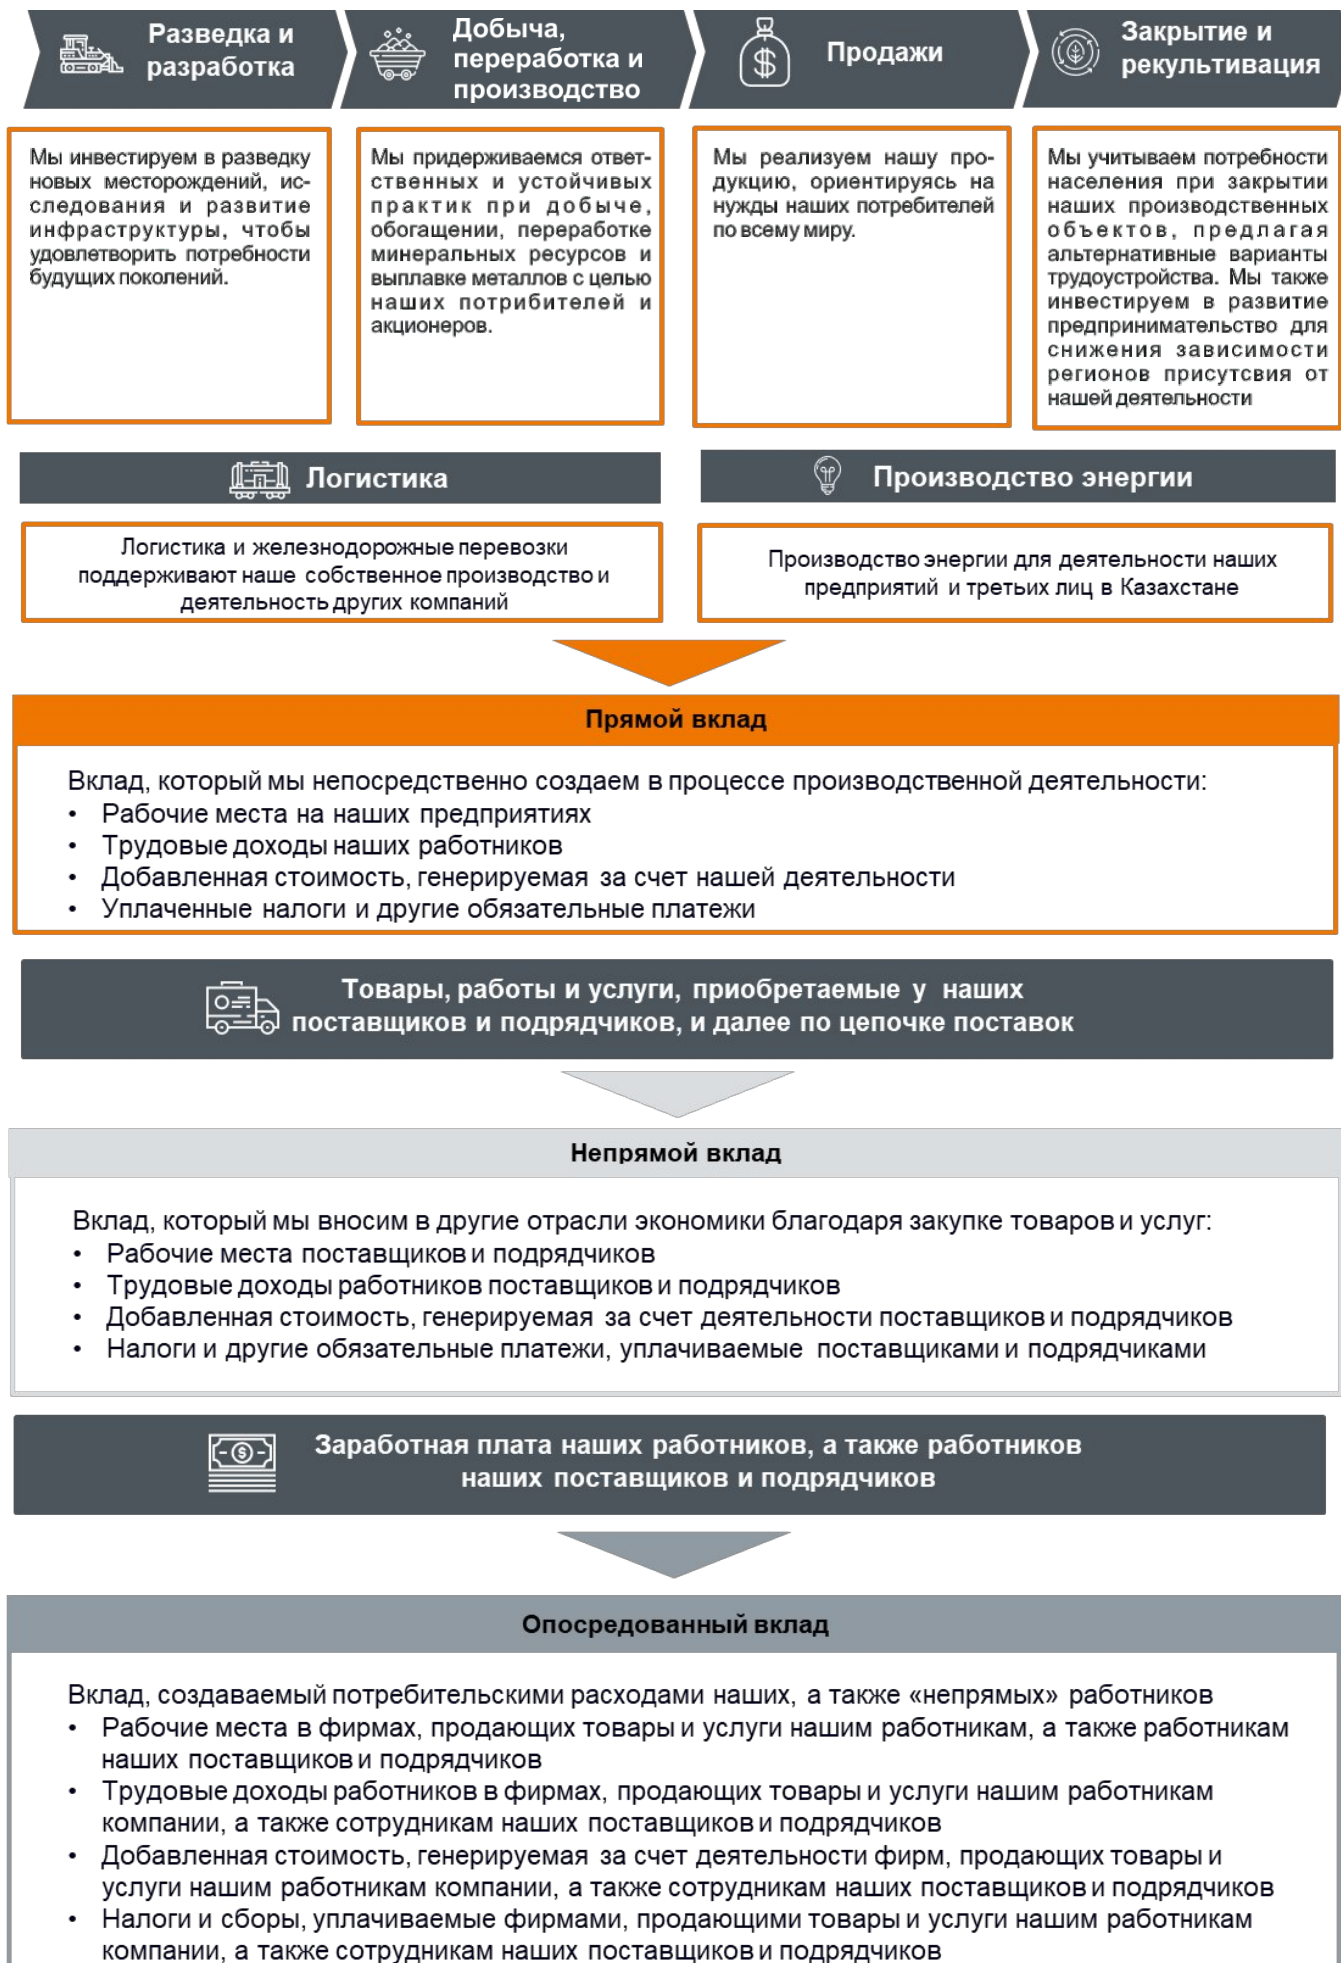 Разведка и
разработка
Добыча,
переработка и
производство
Продажи
Закрытие и
рекультивация
Мы инвестируем в разведку
новых месторождений, ис-
следования и развитие
инфраструктуры, чтобы
удовлетворить потребности
будущих поколений.
Мы придерживаемся ответ-
ственных и устойчивых
практик при добыче,
обогащении, переработке
минеральных ресурсов и
выплавке металлов с целью
наших потрибителей и
акционеров.
Мы реализуем нашу про-
дукцию, ориентируясь на
нужды наших потребителей
по всему миру.
Мы учитываем потребности
населения при закрытии
наших производственных
объектов, предлагая
альтернативные варианты
трудоустройства. Мы также
инвестируем в развитие
предпринимательство для
снижения зависимости
регионов присутсвия от
нашей деятельности
Логистика
Производство энергии
Логистика и железнодорожные перевозки
поддерживают наше собственное производство и
деятельность других компаний
Производство энергии для деятельности наших
предприятий и третьих лиц в Казахстане
Прямой вклад
Вклад, который мы непосредственно создаем в процессе производственной деятельности:
• Рабочие места на наших предприятиях
• Трудовые доходы наших работников
• Добавленная стоимость, генерируемая за счет нашей деятельности
• Уплаченные налоги и другие обязательные платежи
Товары, работы и услуги, приобретаемые у наших
поставщиков и подрядчиков, и далее по цепочке поставок
Непрямой вклад
Вклад, который мы вносим в другие отрасли экономики благодаря закупке товаров и услуг:
• Рабочие места поставщиков и подрядчиков
• Трудовые доходы работников поставщиков и подрядчиков
• Добавленная стоимость, генерируемая за счет деятельности поставщиков и подрядчиков
• Налоги и другие обязательные платежи, уплачиваемые поставщиками и подрядчиками
Заработная плата наших работников, а также работников
наших поставщиков и подрядчиков
Опосредованный вклад
Вклад, создаваемый потребительскими расходами наших, а также «непрямых» работников
• Рабочие места в фирмах, продающих товары и услуги нашим работникам, а также работникам
наших поставщиков и подрядчиков
• Трудовые доходы работников в фирмах, продающих товары и услуги нашим работникам
компании, а также сотрудникам наших поставщиков и подрядчиков
• Добавленная стоимость, генерируемая за счет деятельности фирм, продающих товары и
услуги нашим работникам компании, а также сотрудникам наших поставщиков и подрядчиков
• Налоги и сборы, уплачиваемые фирмами, продающими товары и услуги нашим работникам
компании, а также сотрудникам наших поставщиков и подрядчиков